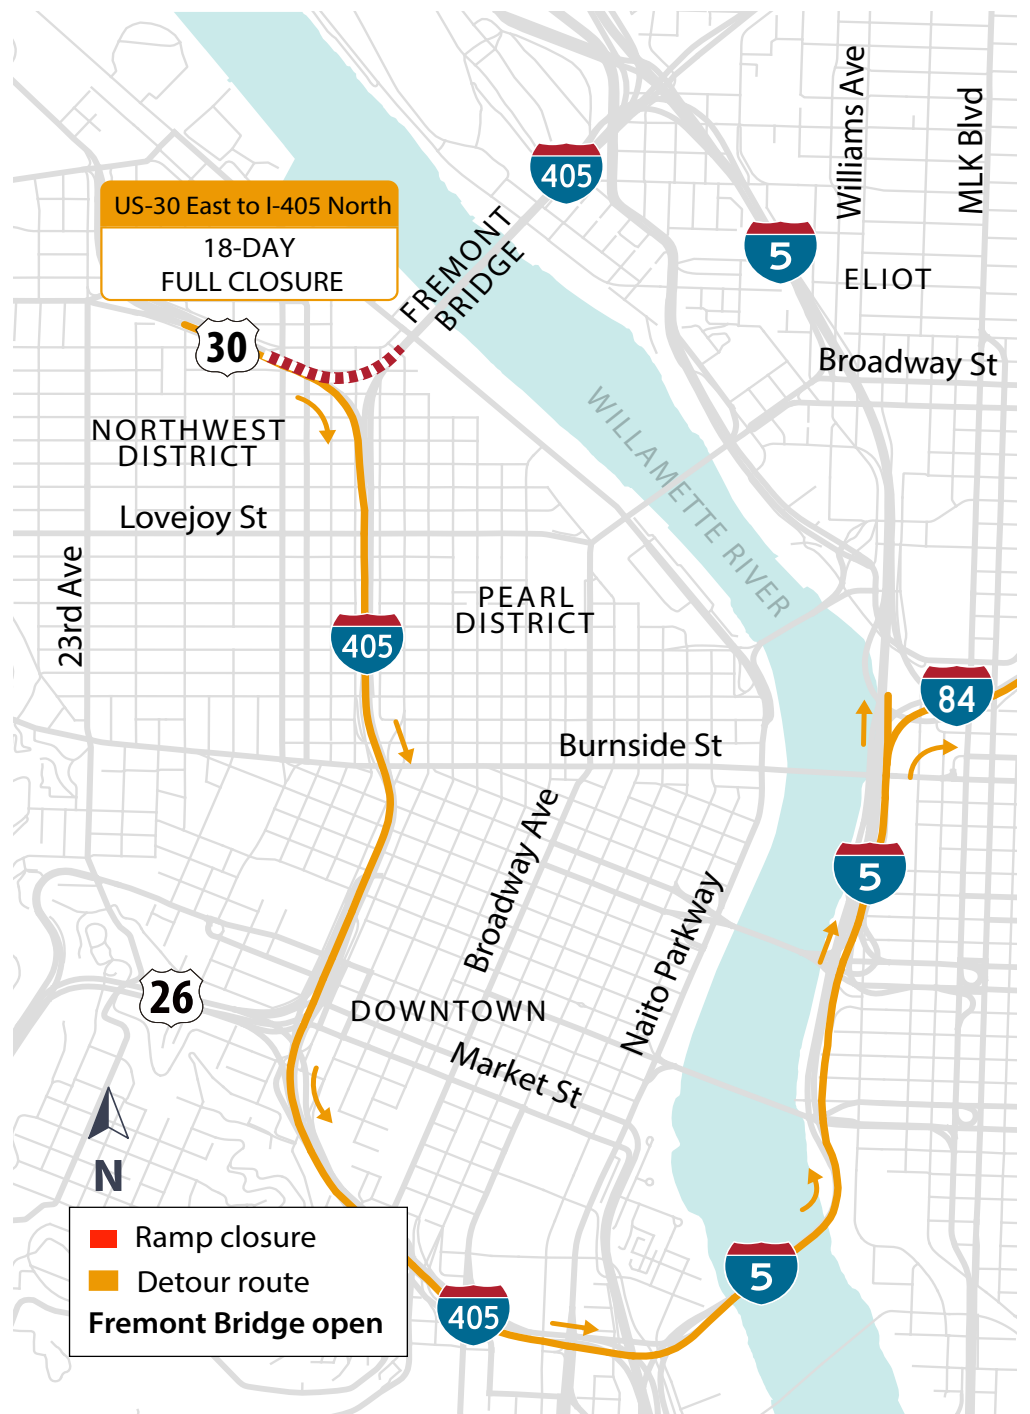 Williams Ave
MLK Blvd
405
US-30 East to I-405 North
18-DAY
FULL CLOSURE
FREMONT
BRIDGE
5
ELIOT
30
Broadway St
WILLAMETTE RIVER
NORTHWEST
DISTRICT
Lovejoy St
23rd Ave
PEARL
DISTRICT
405
84
Burnside St
Broadway Ave
5
Naito Parkway
26
DOWNTOWN
Market St
N
Ramp closure
Detour route
Fremont Bridge open
5
405